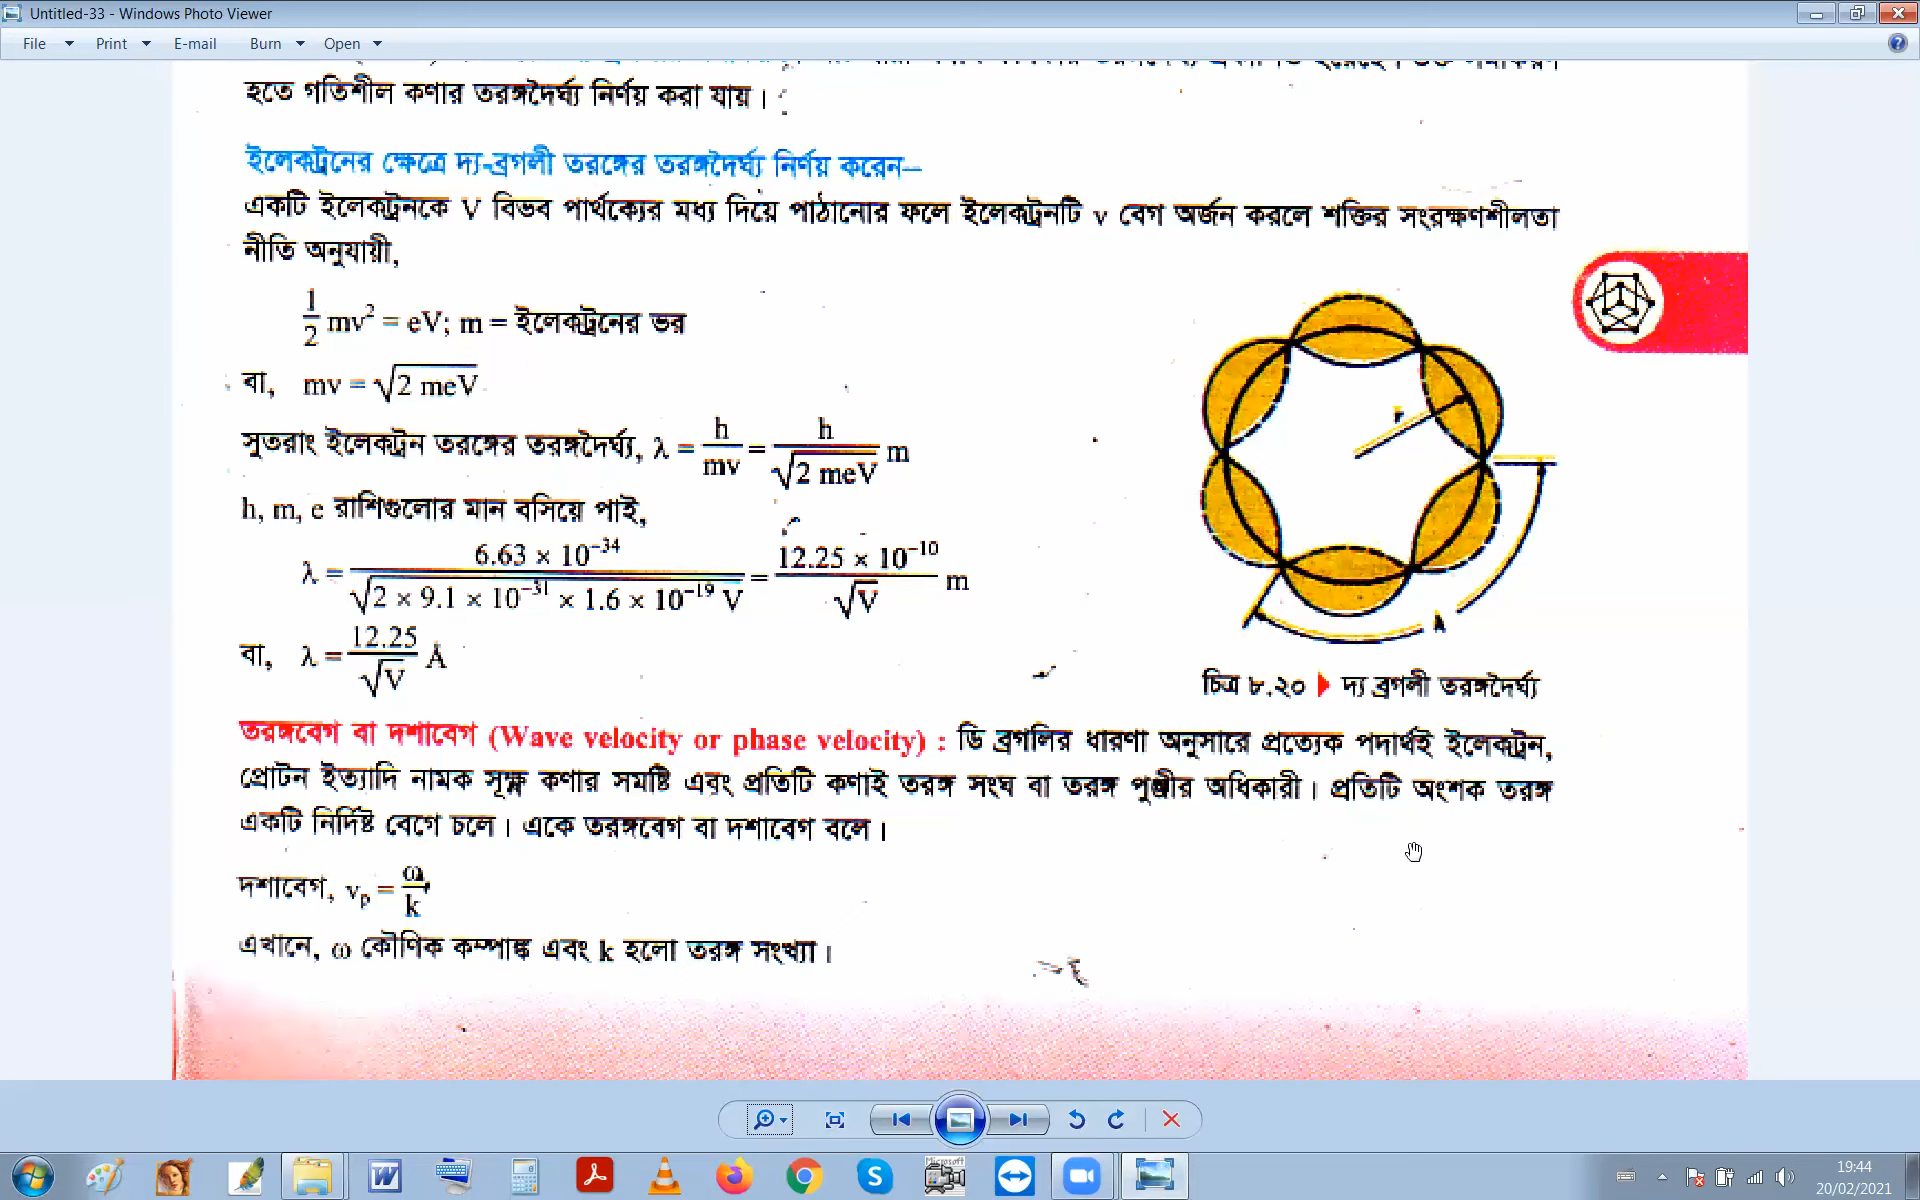 Untitled-33 - Windows Photo Viewer
File Print E-mail Burn Open
হতে গতিশীল কণার তরঙ্গদৈর্ঘ্য নির্ণয় করা যায়।
ইলেকট্রনের ক্ষেত্রে দ্য-ব্রগলী তরঙ্গের তরঙ্গদৈর্ঘ্য নির্ণয় করেন—
একটি ইলেকট্রনকে V বিভব পার্থক্যের মধ্য দিয়ে পাঠানোর ফলে ইলেকট্রনটি v বেগ অর্জন করলে শক্তির সংরক্ষণশীলতা
নীতি অনুযায়ী,
1/2 mv² = eV; m = ইলেকট্রনের ভর
বা, mv = √2 meV
সুতরাং ইলেকট্রন তরঙ্গের তরঙ্গদৈর্ঘ্য, λ = h/mv = h/√2 meV m
h, m, e রাশিগুলোর মান বসিয়ে পাই,
λ = 6.63 × 10⁻³⁴/√2 × 9.1 × 10⁻³¹ × 1.6 × 10⁻¹⁹ V = 12.25 × 10⁻¹⁰/√V m
বা, λ = 12.25/√V Å
r
λ
চিত্র ৮.২০ ▶ দ্য ব্রগলী তরঙ্গদৈর্ঘ্য
তরঙ্গবেগ বা দশাবেগ (Wave velocity or phase velocity) : ডি ব্রগলির ধারণা অনুসারে প্রত্যেক পদার্থই ইলেকট্রন,
প্রোটন ইত্যাদি নামক সূক্ষ্ম কণার সমষ্টি এবং প্রতিটি কণাই তরঙ্গ সংঘ বা তরঙ্গ পুঞ্জীর অধিকারী। প্রতিটি অংশক তরঙ্গ
একটি নির্দিষ্ট বেগে চলে। একে তরঙ্গবেগ বা দশাবেগ বলে।
দশাবেগ, vₚ = ω/k
এখানে, ω কৌণিক কম্পাঙ্ক এবং k হলো তরঙ্গ সংখ্যা।
19:44
20/02/2021